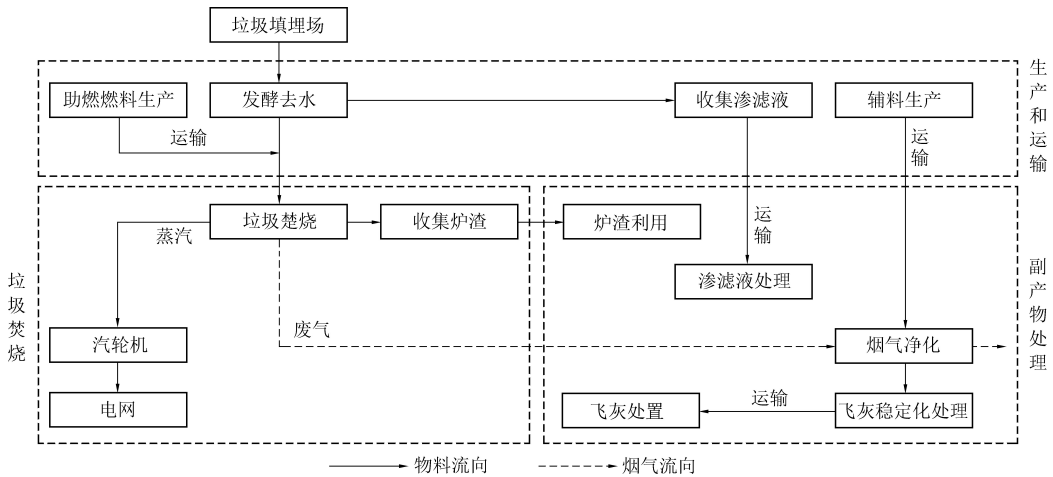 垃圾填埋场
生产和运输
助燃燃料生产
发酵去水
收集渗滤液
辅料生产
运输
运输
垃圾楚烧
收集炉渣
炉渣利用
运输
蒸汽
渗滤液处理
垃圾焚烧
副产物处理
废气
汽轮机
烟气净化
电网
飞灰处置
运输
飞灰稳定化处理
物料流向
烟气流向